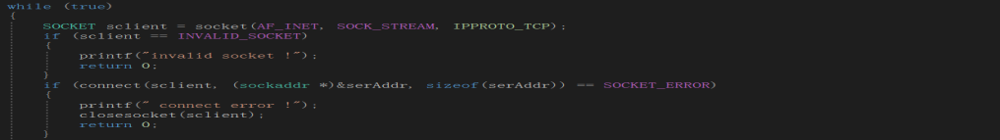 while (true)
{
SOCKET sclient = socket(AF_INET, SOCK_STREAM, IPPROTO_TCP);
if (sclient == INVALID_SOCKET)
{
printf("invalid socket !");
return 0;
}
if (connect(sclient, (sockaddr *)&serAddr, sizeof(serAddr)) == SOCKET_ERROR)
{
printf(" connect error !");
closesocket(sclient);
return 0;
}